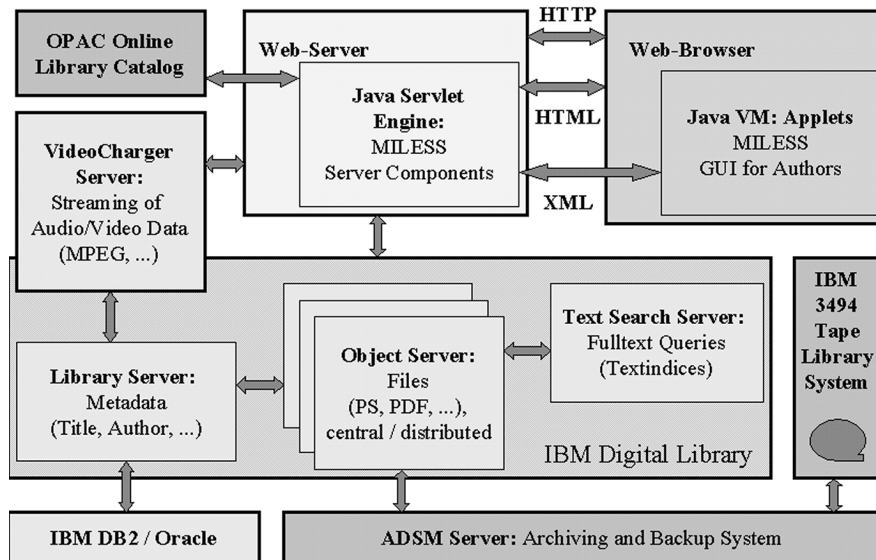 OPAC Online
Library Catalog
Web-Server
Java Servlet
Engine:
MILESS
Server Components
HTTP
HTML
XML
Web-Browser
Java VM: Applets
MILESS
GUI for Authors
VideoCharger
Server:
Streaming of
Audio/Video Data
(MPEG, ...)
Library Server:
Metadata
(Title, Author, ...)
Object Server:
Files
(PS, PDF, ...),
central / distributed
Text Search Server:
Fulltext Queries
(Textindices)
IBM Digital Library
IBM
3494
Tape
Library
System
IBM DB2 / Oracle
ADSM Server: Archiving and Backup System